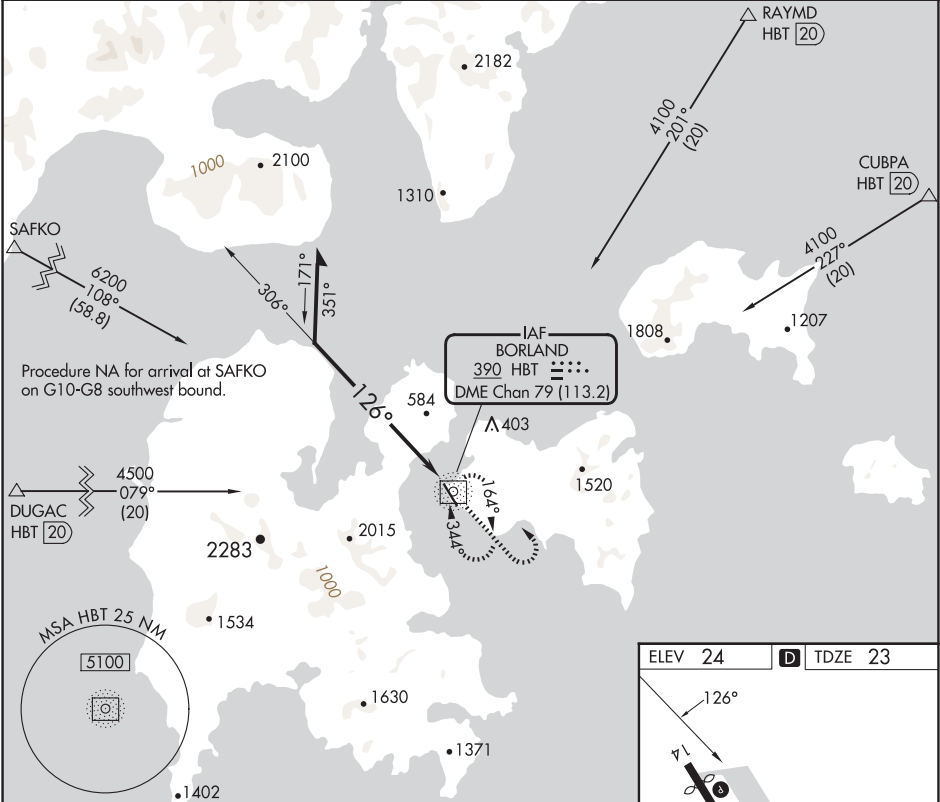 RAYMD
HBT 20
2182
4100
201°
(20)
1000
2100
CUBPA
HBT 20
1310
4100
227°
(20)
SAFKO
6200
108°
(58.8)
306°
171°
351°
1808
1207
IAF
BORLAND
390 HBT
DME Chan 79 (113.2)
Procedure NA for arrival at SAFKO
on G10-G8 southwest bound.
126°
584
403
4500
079°
(20)
DUGAC
HBT 20
1520
164°
344°
2283
2015
1000
1534
MSA HBT 25 NM
5100
1630
1371
1402
ELEV 24
D
TDZE 23
126°
14
P